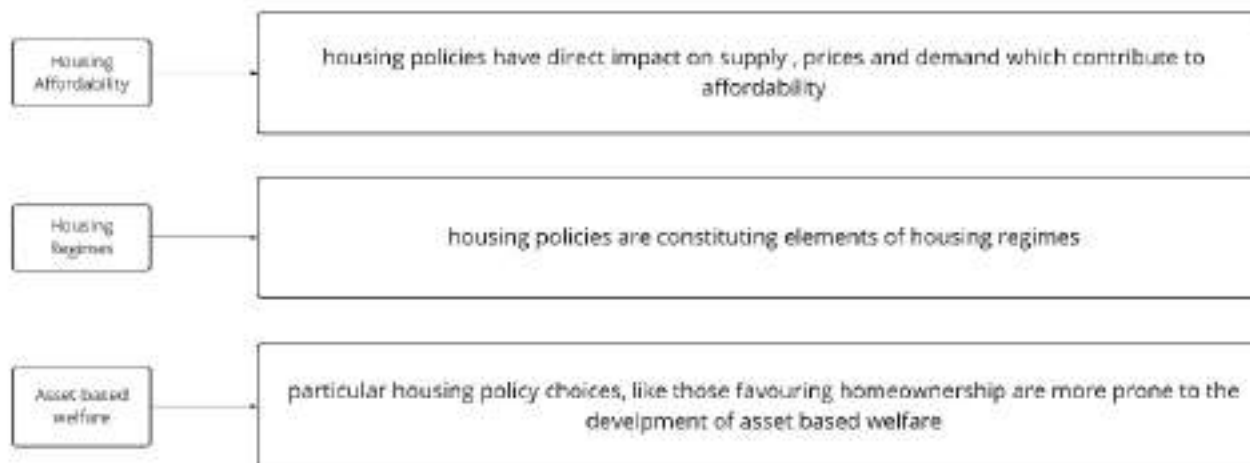 Housing
Affordability
housing policies have direct impact on supply , prices and demand which contribute to
affordability
Housing
Regimes
housing policies are constituting elements of housing regimes
Asset based
welfare
particular housing policy choices, like those favouring homeownership are more prone to the
develpment of asset based welfare